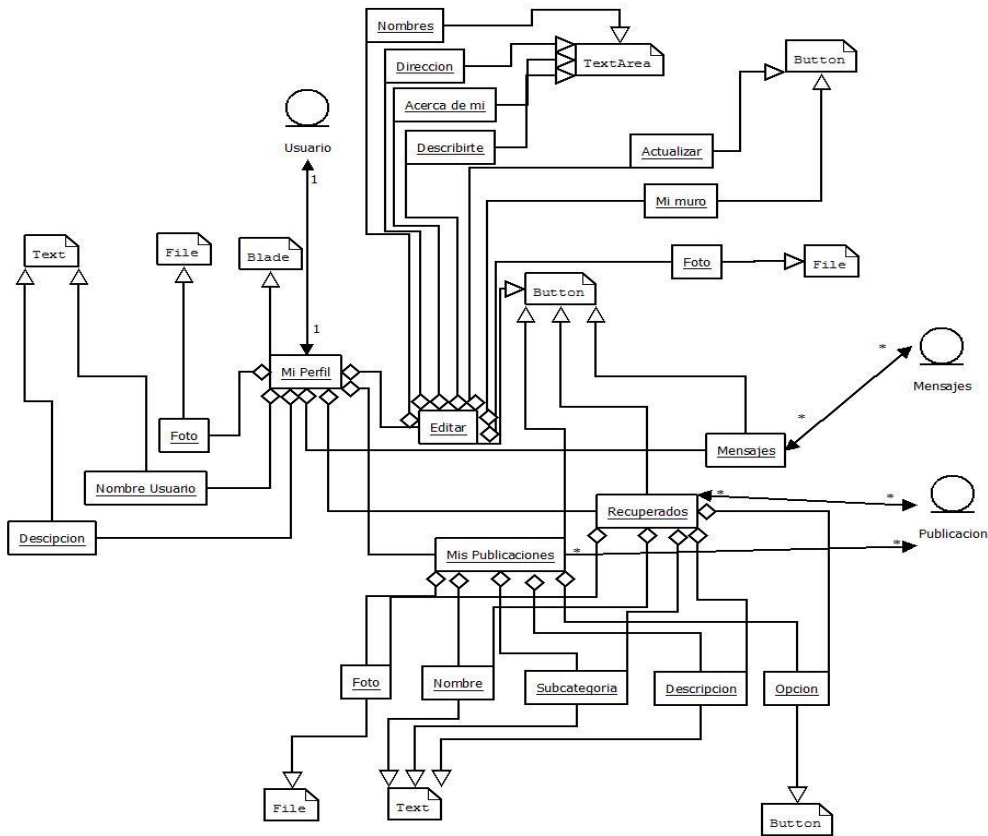 Nombres
Direccion
TextArea
Button
Acerca de mi
Describirte
Usuario
1
Actualizar
Mi muro
Text
File
Blade
Foto
File
Button
1
Mi Perfil
*
Mensajes
*
Foto
Editar
Mensajes
Nombre Usuario
Descipcion
Recuperados
*
*
Publicacion
Mis Publicaciones
*
*
Foto
Nombre
Subcategoria
Descripcion
Opcion
File
Text
Button